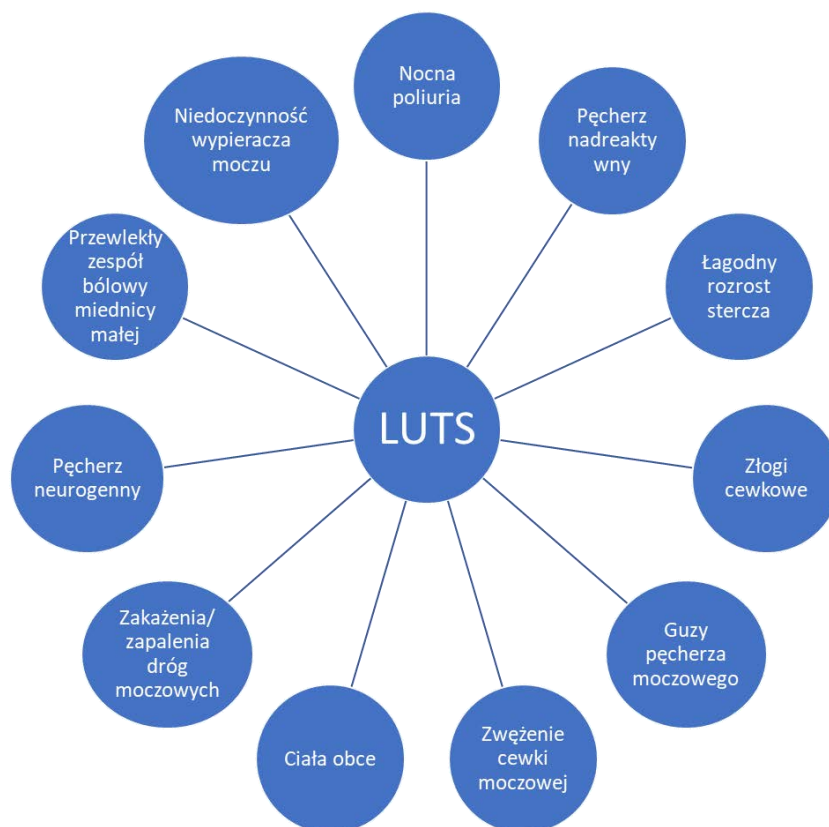 Nocna
poliuria
Pęcherz
nadreakty
wny
Łagodny
rozrost
stercza
Złogi
cewkowe
Guzy
pęcherza
moczowego
Zwężenie
cewki
moczowej
Ciała obce
Zakażenia/
zapalenia
dróg
moczowych
Pęcherz
neurogenny
Przewlekły
zespół
bólowy
miednicy
małej
Niedoczynność
wypieracza
moczu
LUTS